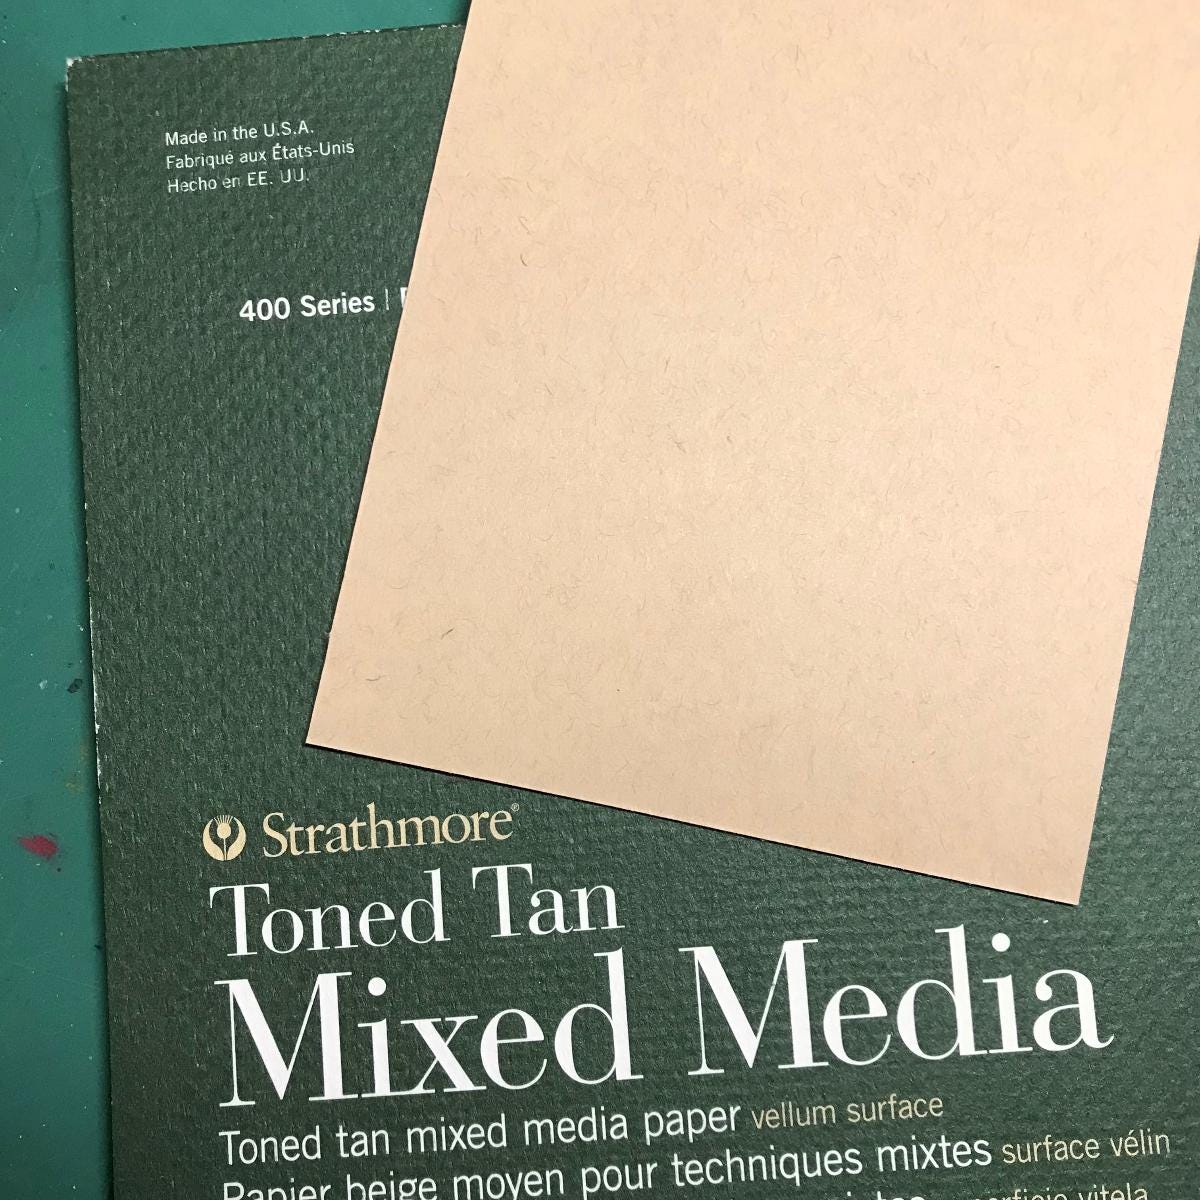 Made in the U.S.A.
Fabriqué aux États-Unis
Hecho en EE. UU.
400 Series |
Strathmore®
Toned Tan
Mixed Media
Toned tan mixed media paper vellum surface
Papier beige moyen pour techniques mixtes surface vélin
vitela